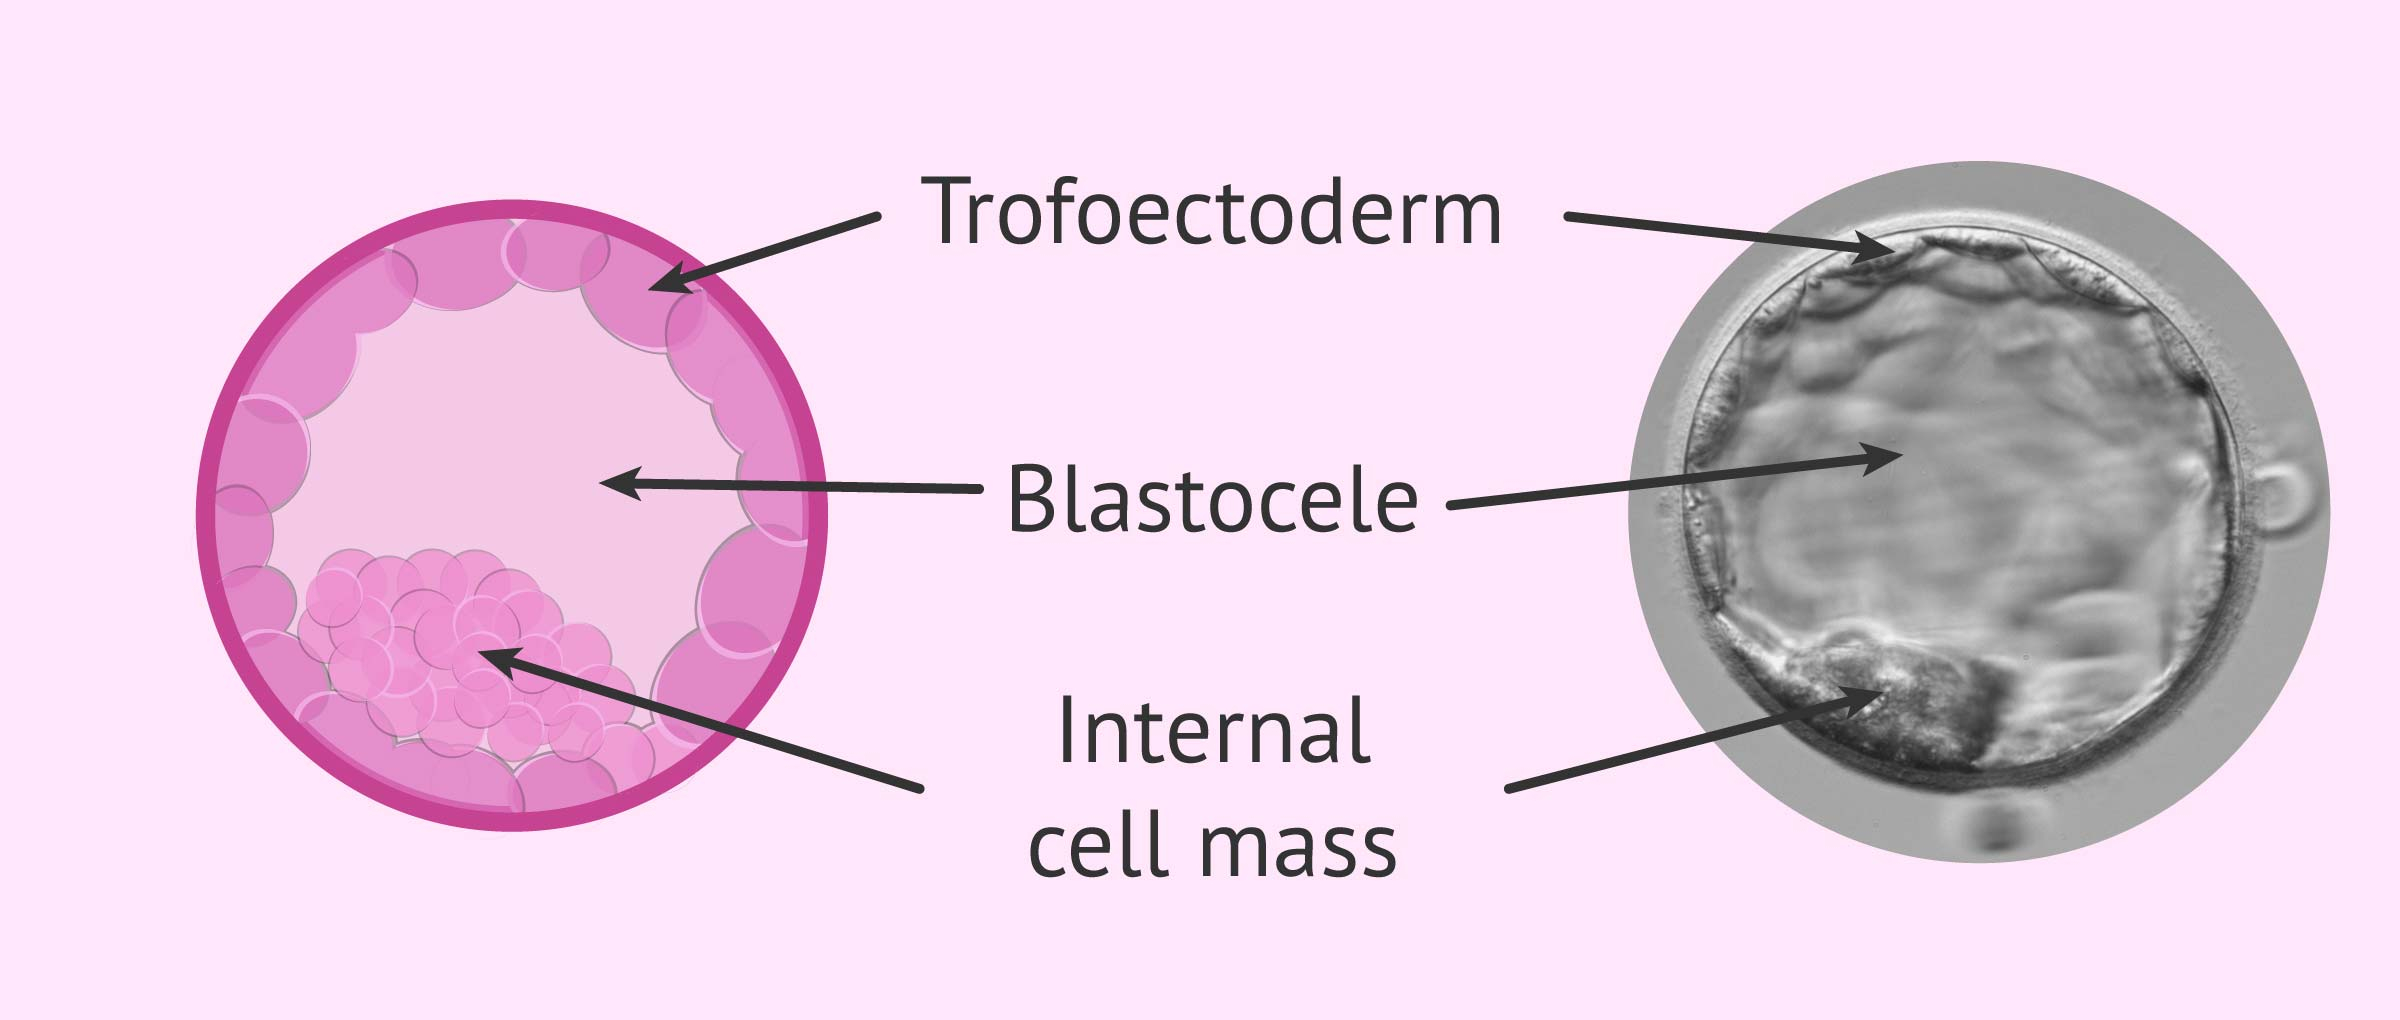 Trofoectoderm
Blastocele
Internal
cell mass